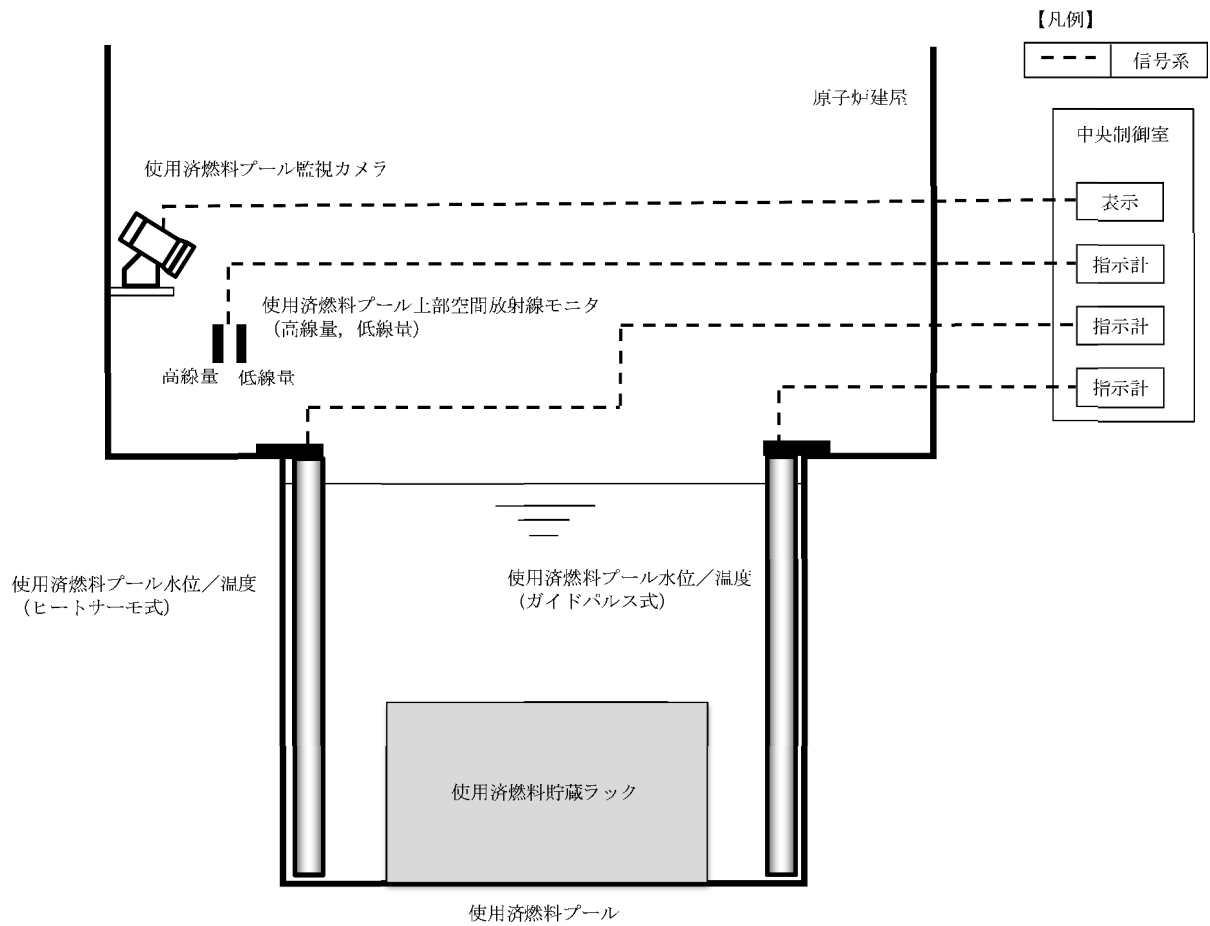 【凡例】
信号系
原子炉建屋
中央制御室
使用済燃料プール監視カメラ
表示
指示計
使用済燃料プール上部空間放射線モニタ
（高線量，低線量）
指示計
高線量 低線量
指示計
使用済燃料プール水位／温度
（ヒートサーモ式）
使用済燃料プール水位／温度
（ガイドパルス式）
使用済燃料貯蔵ラック
使用済燃料プール